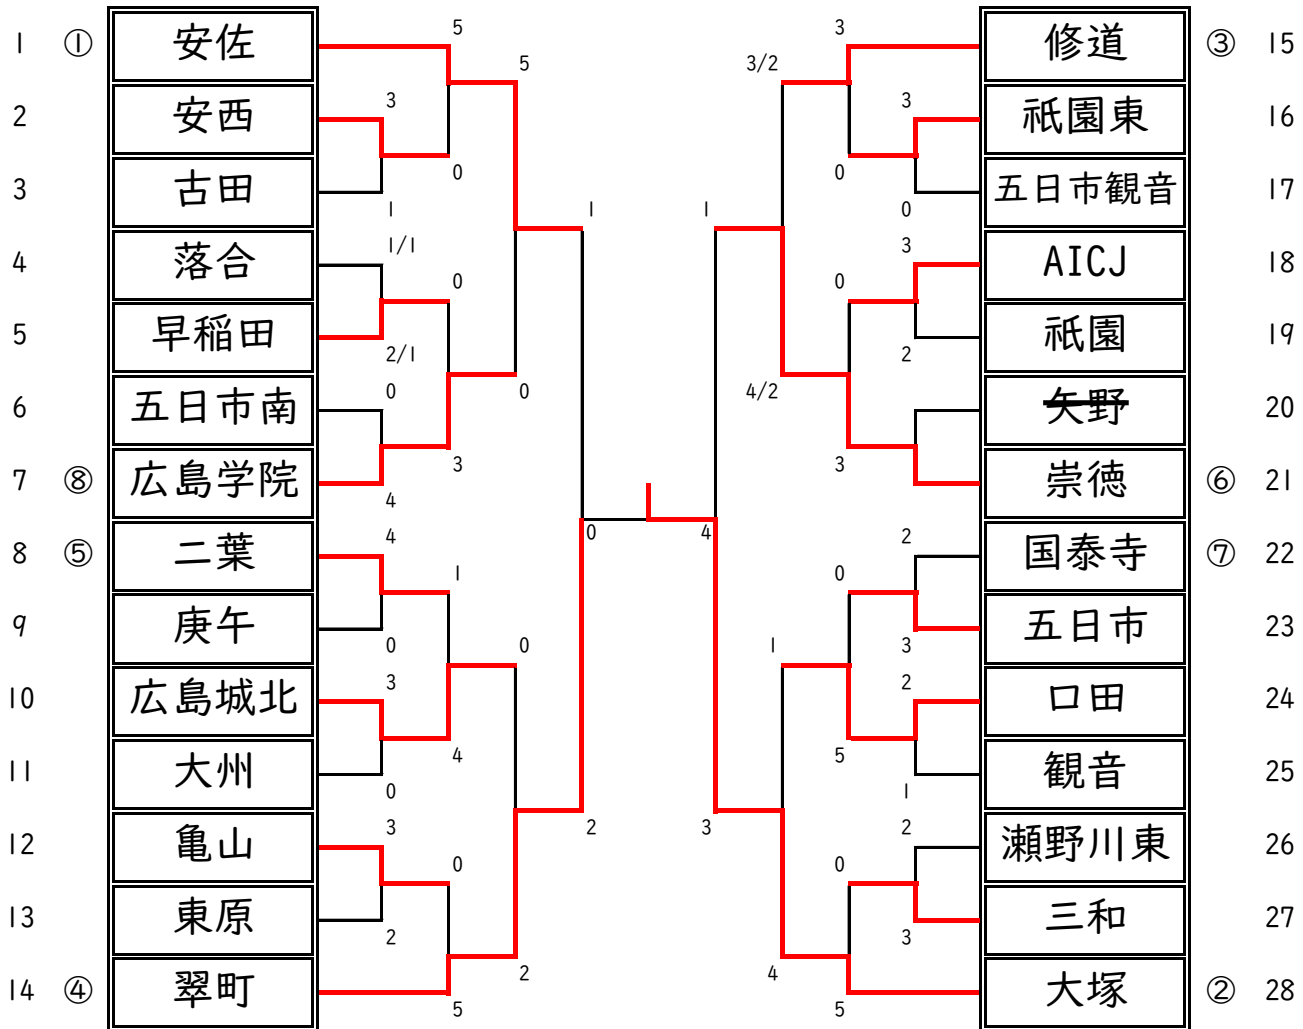 1 ① 安佐 5 3 修道 ③ 15
5 3/2
2 安西 3 3 祇園東 16
0 0
3 古田 五日市観音 17
1 1 1 0
4 落合 1/1 3 AICJ 18
0 0
5 早稲田 祇園 19
2/1 2
6 五日市南 0 0 4/2 矢野 20
3 3
7 ⑧ 広島学院 崇徳 ⑥ 21
4
0 4
8 ⑤ 二葉 4 2 国泰寺 ⑦ 22
1 0
9 庚午 五日市 23
0 0 1 3
10 広島城北 3 2 口田 24
4 5
11 大州 観音 25
0 1
12 亀山 3 2 3 2 瀬野川東 26
0 0
13 東原 三和 27
2 3
2 4
14 ④ 翠町 大塚 ② 28
5 5